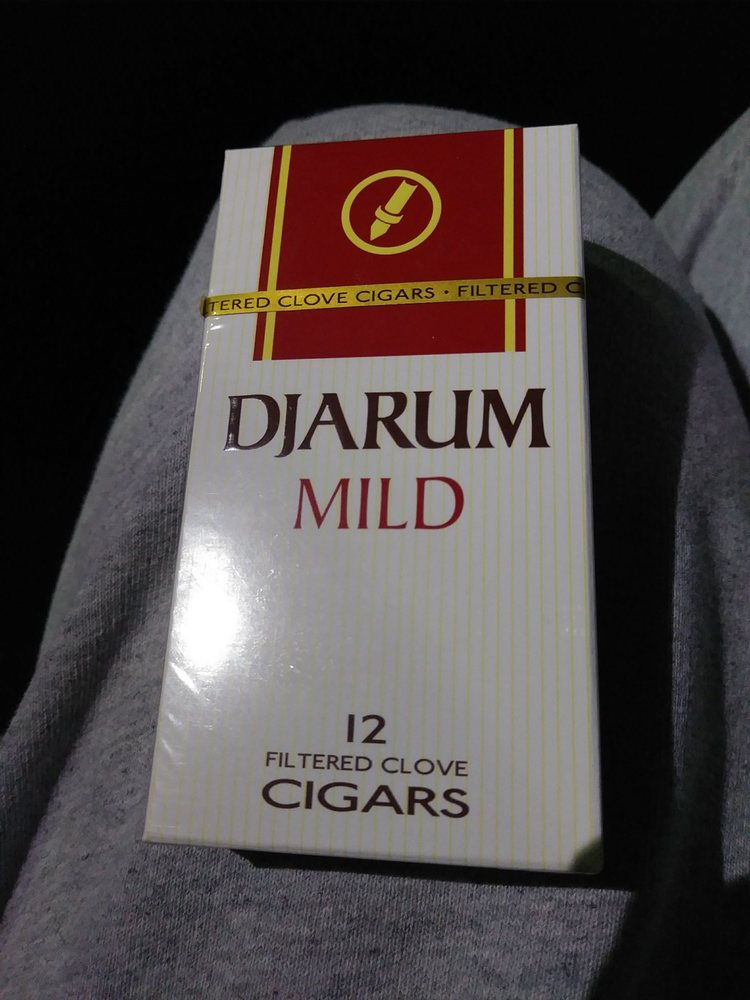 TERED CLOVE CIGARS • FILTERED C
DJARUM
MILD
12
FILTERED CLOVE
CIGARS